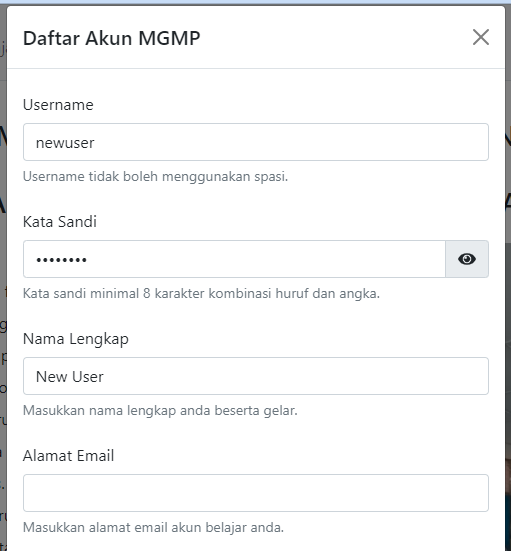 Daftar Akun MGMP
Username
newuser
Username tidak boleh menggunakan spasi.
Kata Sandi
••••••••
Kata sandi minimal 8 karakter kombinasi huruf dan angka.
Nama Lengkap
New User
Masukkan nama lengkap anda beserta gelar.
Alamat Email
Masukkan alamat email akun belajar anda.